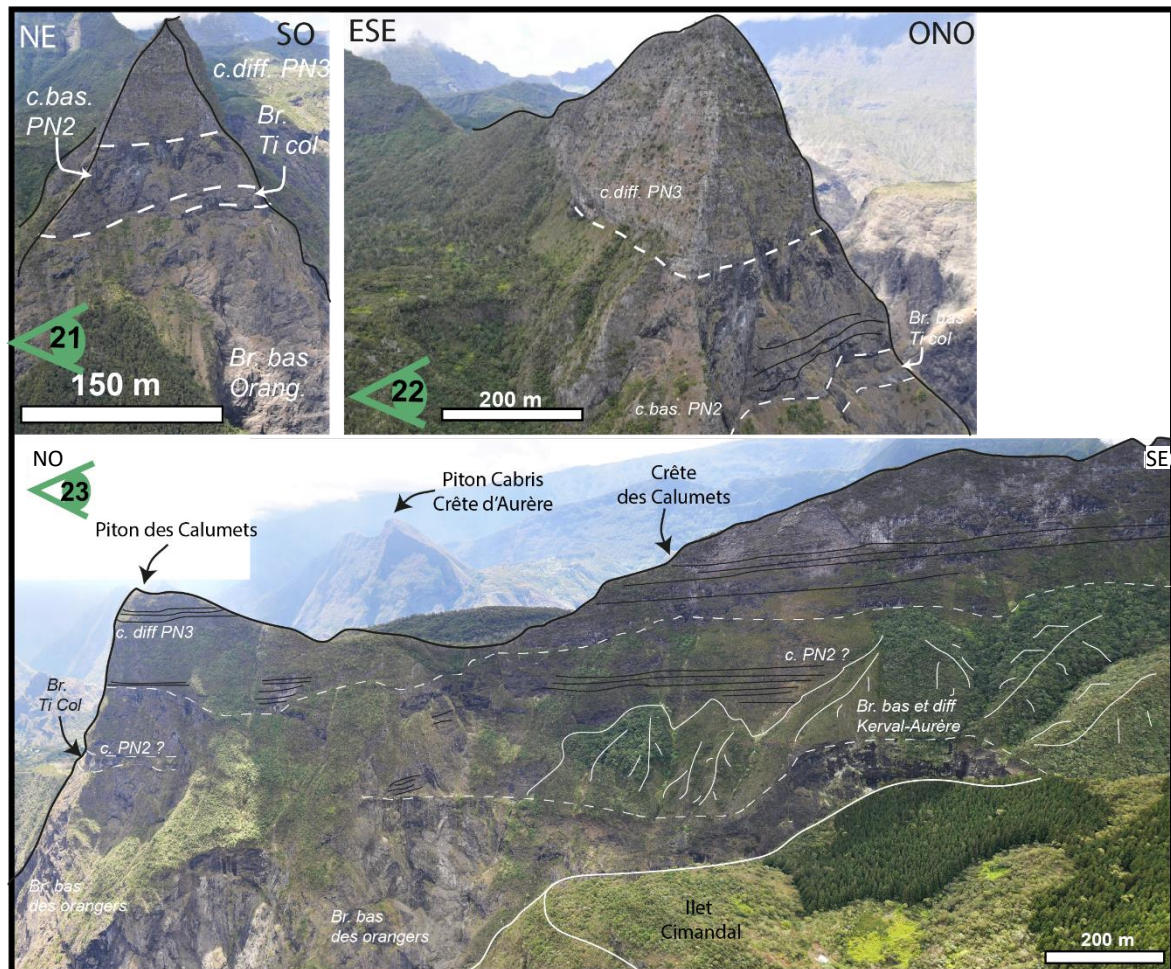 NE
SO
c.diff. PN3
c.bas.
PN2
Br.
Ti col
21
150 m
Br. bas
Orang.
ESE
ONO
c.diff. PN3
Br. bas
Ti col
22
200 m
c.bas. PN2
NO
SE
23
Piton Cabris
Crête d'Aurère
Crête
des Calumets
Piton des Calumets
c. diff PN3
c. PN2 ?
Br. bas et diff
Kerval-Aurère
Br.
Ti Col
c. PN2 ?
Br. bas
des orangers
Br. bas
des orangers
Ilet
Cimandal
200 m